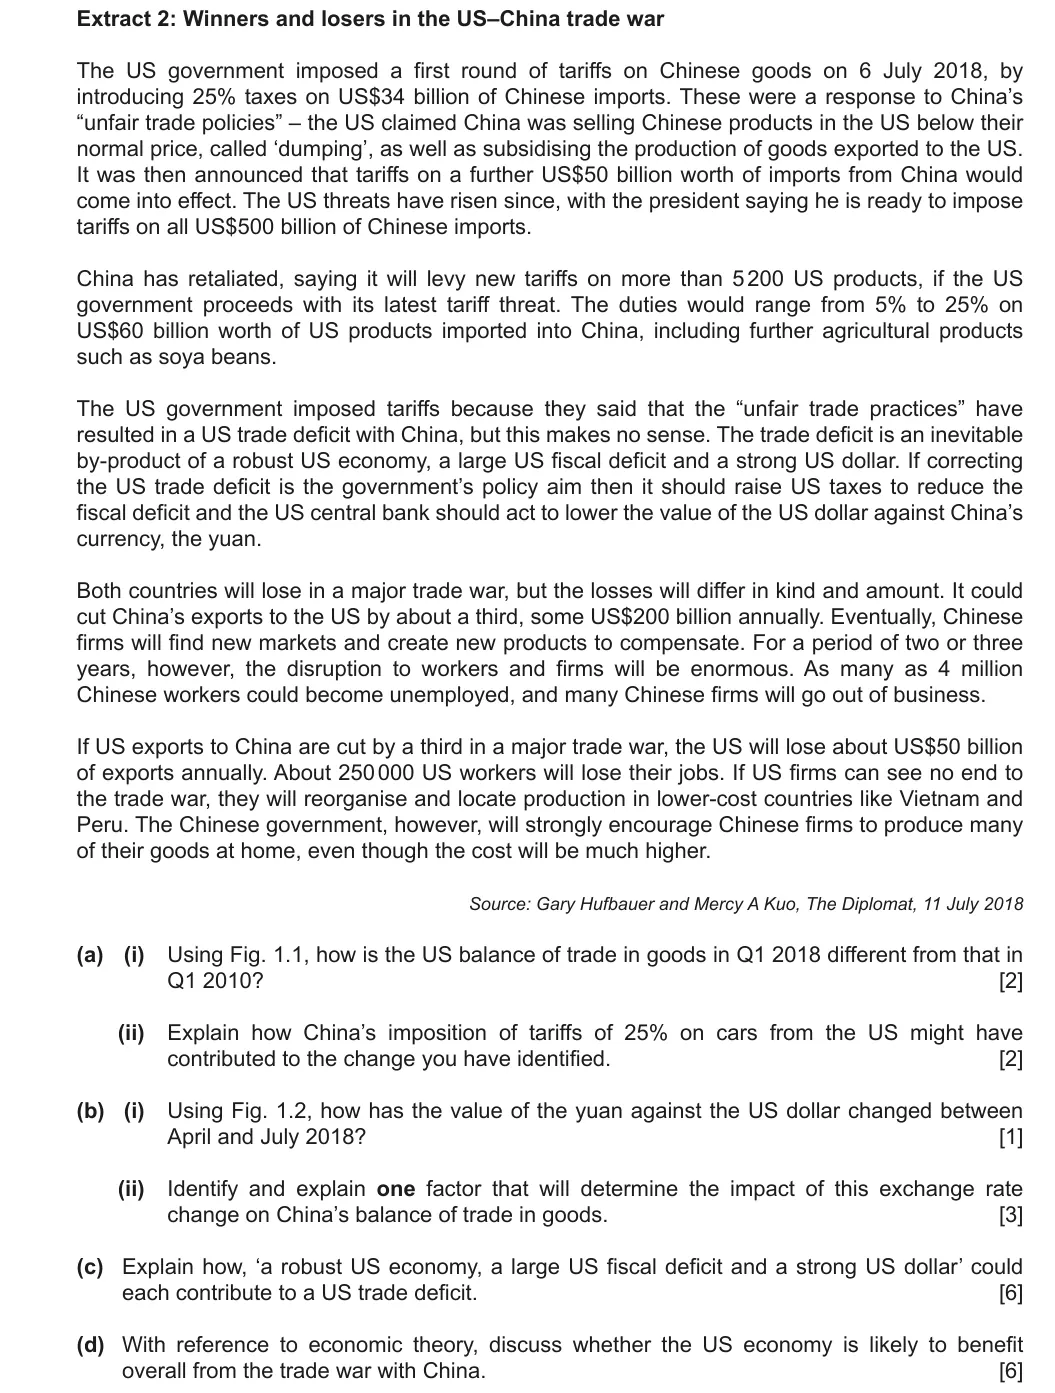 Extract 2: Winners and losers in the US–China trade war
The US government imposed a first round of tariffs on Chinese goods on 6 July 2018, by
introducing 25% taxes on US$34 billion of Chinese imports. These were a response to China’s
“unfair trade policies” – the US claimed China was selling Chinese products in the US below their
normal price, called ‘dumping’, as well as subsidising the production of goods exported to the US.
It was then announced that tariffs on a further US$50 billion worth of imports from China would
come into effect. The US threats have risen since, with the president saying he is ready to impose
tariffs on all US$500 billion of Chinese imports.
China has retaliated, saying it will levy new tariffs on more than 5 200 US products, if the US
government proceeds with its latest tariff threat. The duties would range from 5% to 25% on
US$60 billion worth of US products imported into China, including further agricultural products
such as soya beans.
The US government imposed tariffs because they said that the “unfair trade practices” have
resulted in a US trade deficit with China, but this makes no sense. The trade deficit is an inevitable
by-product of a robust US economy, a large US fiscal deficit and a strong US dollar. If correcting
the US trade deficit is the government’s policy aim then it should raise US taxes to reduce the
fiscal deficit and the US central bank should act to lower the value of the US dollar against China’s
currency, the yuan.
Both countries will lose in a major trade war, but the losses will differ in kind and amount. It could
cut China’s exports to the US by about a third, some US$200 billion annually. Eventually, Chinese
firms will find new markets and create new products to compensate. For a period of two or three
years, however, the disruption to workers and firms will be enormous. As many as 4 million
Chinese workers could become unemployed, and many Chinese firms will go out of business.
If US exports to China are cut by a third in a major trade war, the US will lose about US$50 billion
of exports annually. About 250 000 US workers will lose their jobs. If US firms can see no end to
the trade war, they will reorganise and locate production in lower-cost countries like Vietnam and
Peru. The Chinese government, however, will strongly encourage Chinese firms to produce many
of their goods at home, even though the cost will be much higher.
Source: Gary Hufbauer and Mercy A Kuo, The Diplomat, 11 July 2018
(a) (i) Using Fig. 1.1, how is the US balance of trade in goods in Q1 2018 different from that in
Q1 2010? [2]
(ii) Explain how China’s imposition of tariffs of 25% on cars from the US might have
contributed to the change you have identified. [2]
(b) (i) Using Fig. 1.2, how has the value of the yuan against the US dollar changed between
April and July 2018? [1]
(ii) Identify and explain one factor that will determine the impact of this exchange rate
change on China’s balance of trade in goods. [3]
(c) Explain how, ‘a robust US economy, a large US fiscal deficit and a strong US dollar’ could
each contribute to a US trade deficit. [6]
(d) With reference to economic theory, discuss whether the US economy is likely to benefit
overall from the trade war with China. [6]